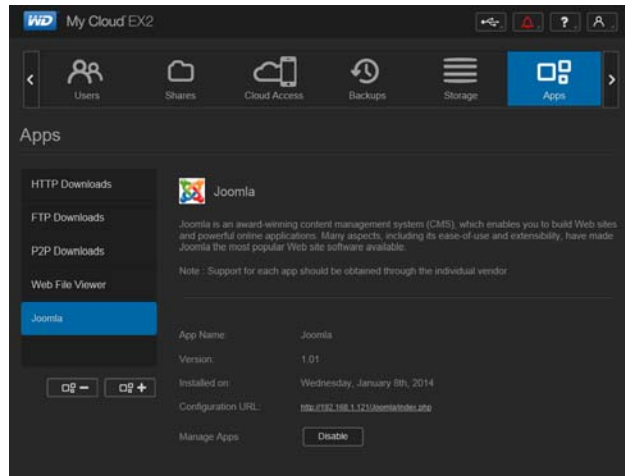 WD My Cloud EX2
?
Users
Shares
Cloud Access
Backups
Storage
Apps
Apps
HTTP Downloads
FTP Downloads
P2P Downloads
Web File Viewer
Joomla
Joomla
Joomla is an award-winning content management system (CMS), which enables you to build Web sites
and powerful online applications. Many aspects, including its ease-of-use and extensibility, have made
Joomla the most popular Web site software available.
Note : Support for each app should be obtained through the individual vendor
App Name: Joomla
Version: 1.01
Installed on: Wednesday, January 8th, 2014
Configuration URL: http://192.168.1.121/Joomla/index.php
Manage Apps Disable